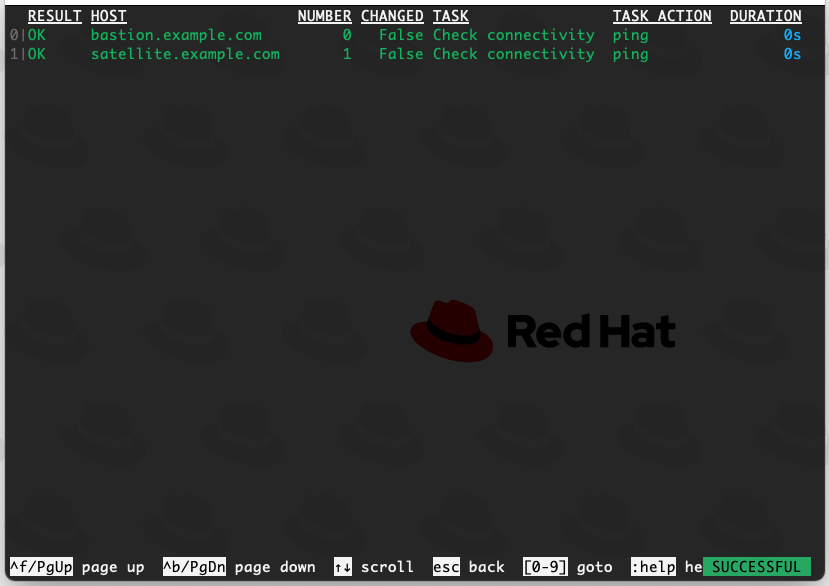 RESULT HOST NUMBER CHANGED TASK TASK ACTION DURATION
0|OK bastion.example.com 0 False Check connectivity ping 0s
1|OK satellite.example.com 1 False Check connectivity ping 0s
Red Hat
^f/PgUp page up ^b/PgDn page down ↑↓ scroll esc back [0-9] goto :help he SUCCESSFUL